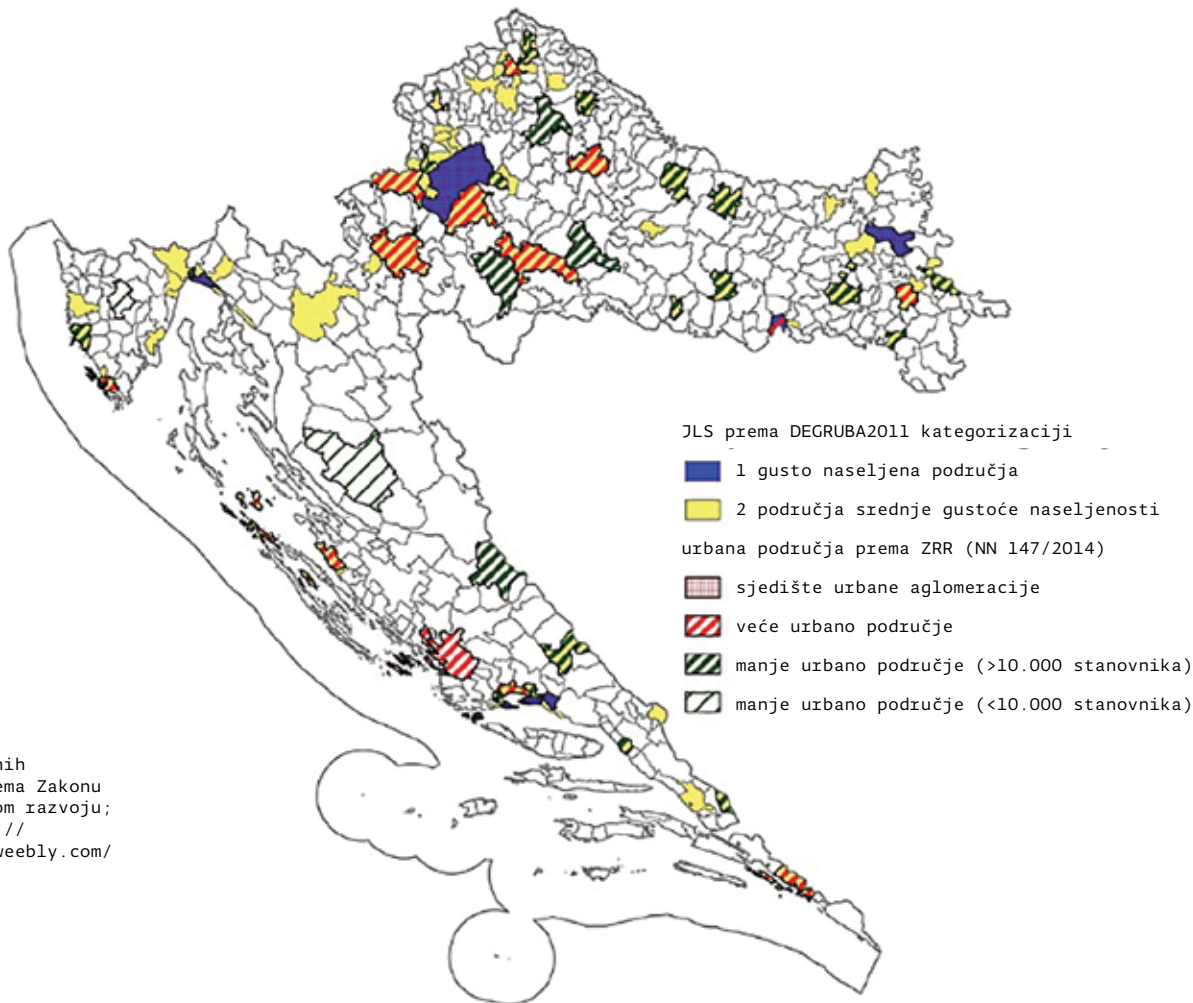 JLS prema DEGRUBA2011 kategorizaciji
1 gusto naseljena područja
2 područja srednje gustoće naseljenosti
urbana područja prema ZRR (NN 147/2014)
sjedište urbane aglomeracije
veće urbano područje
manje urbano područje (>10.000 stanovnika)
manje urbano područje (<10.000 stanovnika)
nih
ema Zakonu
om razvoju;
//
weebly.com/